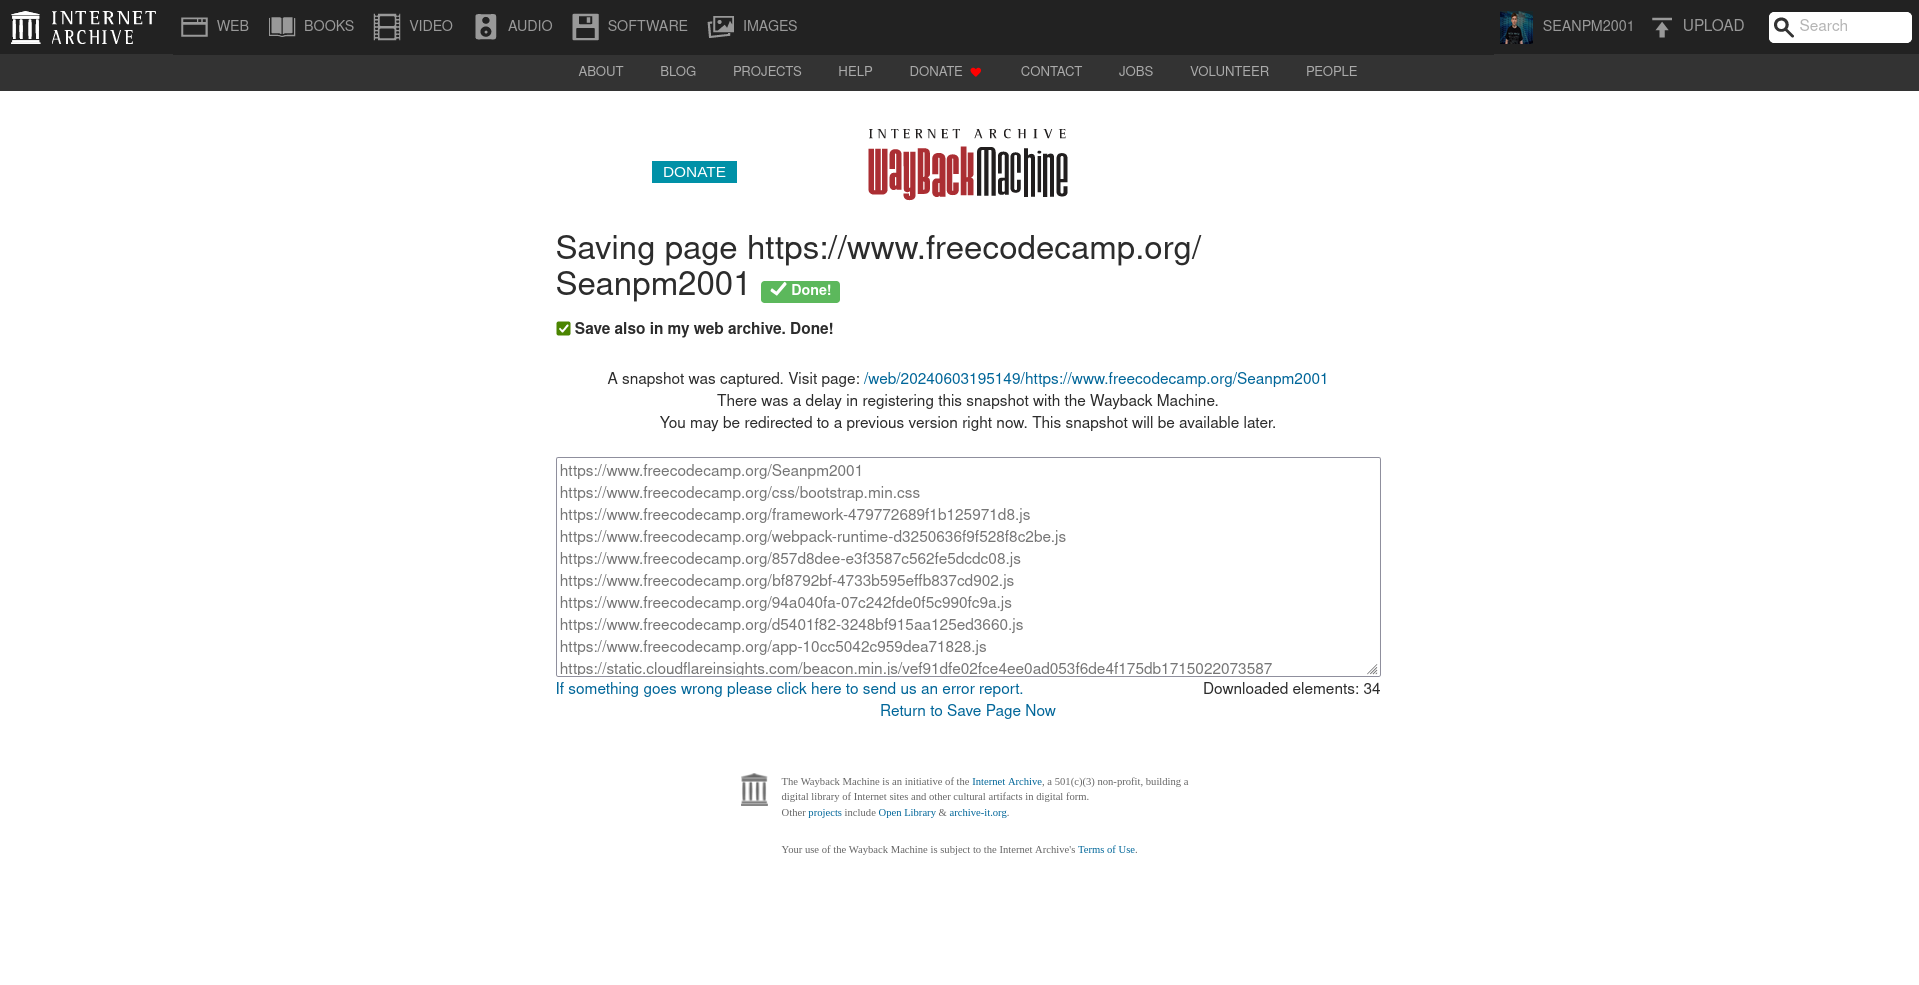 INTERNET ARCHIVE
WEB
BOOKS
VIDEO
AUDIO
SOFTWARE
IMAGES
SEANPM2001
UPLOAD
Search
ABOUT
BLOG
PROJECTS
HELP
DONATE
CONTACT
JOBS
VOLUNTEER
PEOPLE
DONATE
INTERNET ARCHIVE
WayBackMachine
Saving page https://www.freecodecamp.org/
Seanpm2001 Done!
Save also in my web archive. Done!
A snapshot was captured. Visit page: /web/20240603195149/https://www.freecodecamp.org/Seanpm2001
There was a delay in registering this snapshot with the Wayback Machine.
You may be redirected to a previous version right now. This snapshot will be available later.
https://www.freecodecamp.org/Seanpm2001
https://www.freecodecamp.org/css/bootstrap.min.css
https://www.freecodecamp.org/framework-479772689f1b125971d8.js
https://www.freecodecamp.org/webpack-runtime-d3250636f9f528f8c2be.js
https://www.freecodecamp.org/857d8dee-e3f3587c562fe5dcdc08.js
https://www.freecodecamp.org/bf8792bf-4733b595effb837cd902.js
https://www.freecodecamp.org/94a040fa-07c242fde0f5c990fc9a.js
https://www.freecodecamp.org/d5401f82-3248bf915aa125ed3660.js
https://www.freecodecamp.org/app-10cc5042c959dea71828.js
https://static.cloudflareinsights.com/beacon.min.js/vef91dfe02fce4ee0ad053f6de4f175db1715022073587
If something goes wrong please click here to send us an error report.
Downloaded elements: 34
Return to Save Page Now
The Wayback Machine is an initiative of the Internet Archive, a 501(c)(3) non-profit, building a
digital library of Internet sites and other cultural artifacts in digital form.
Other projects include Open Library & archive-it.org.
Your use of the Wayback Machine is subject to the Internet Archive's Terms of Use.